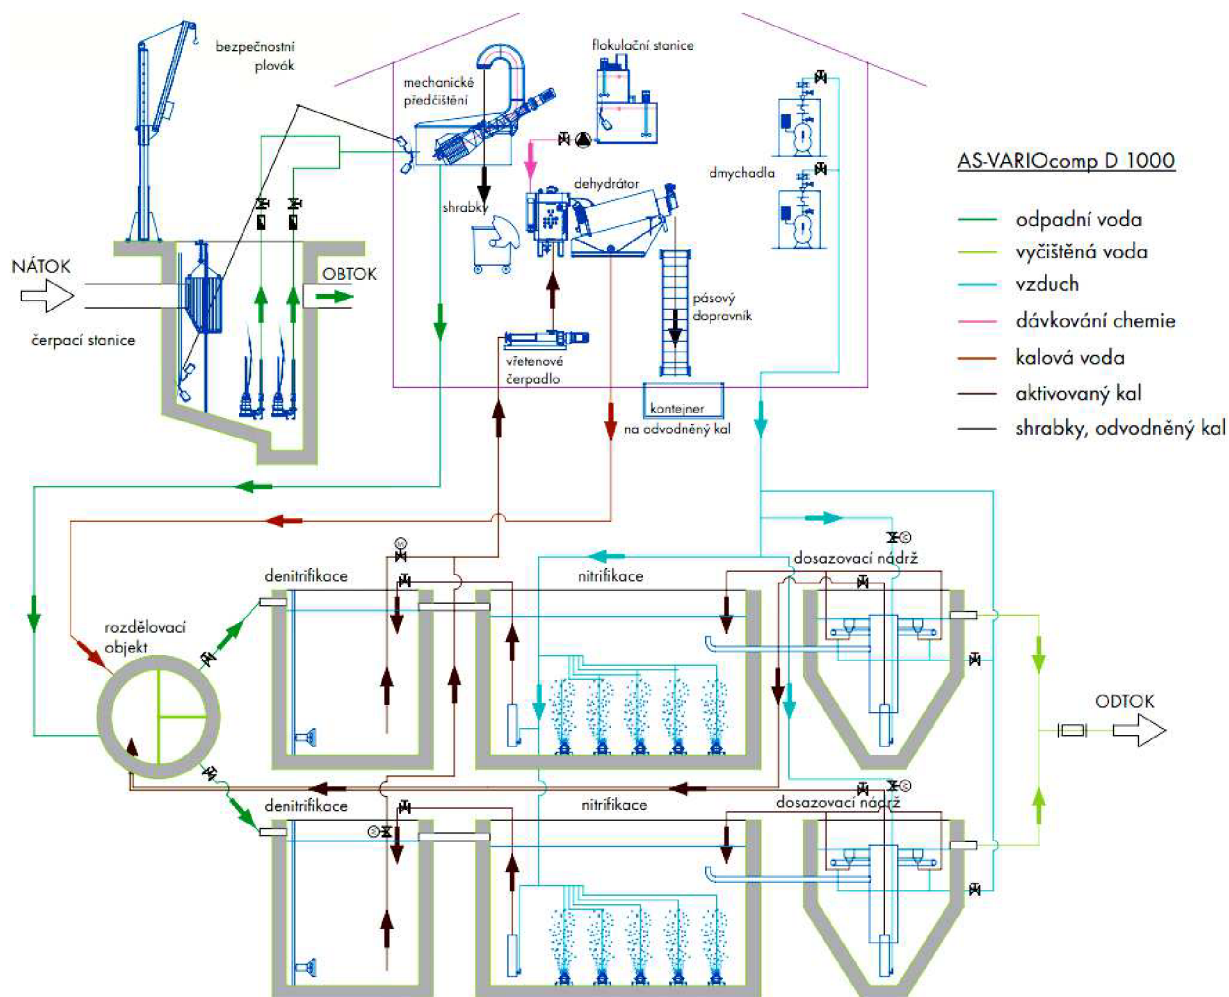 bezpečnostní
plovák
mechanické
předčištění
flokulační stanice
dmychadla
dehydrátor
shrabky
NÁTOK
OBTOK
čerpací stanice
pásový
dopravník
vřetenové
čerpadlo
kontejner
na odvodněný kal
AS-VARIOcomp D 1000
odpadní voda
vyčištěná voda
vzduch
dávkování chemie
kalová voda
aktivovaný kal
shrabky, odvodněný kal
denitrifikace
nitrifikace
dosazovací nádrž
rozdělovací
objekt
ODTOK
denitrifikace
nitrifikace
dosazovací nádrž